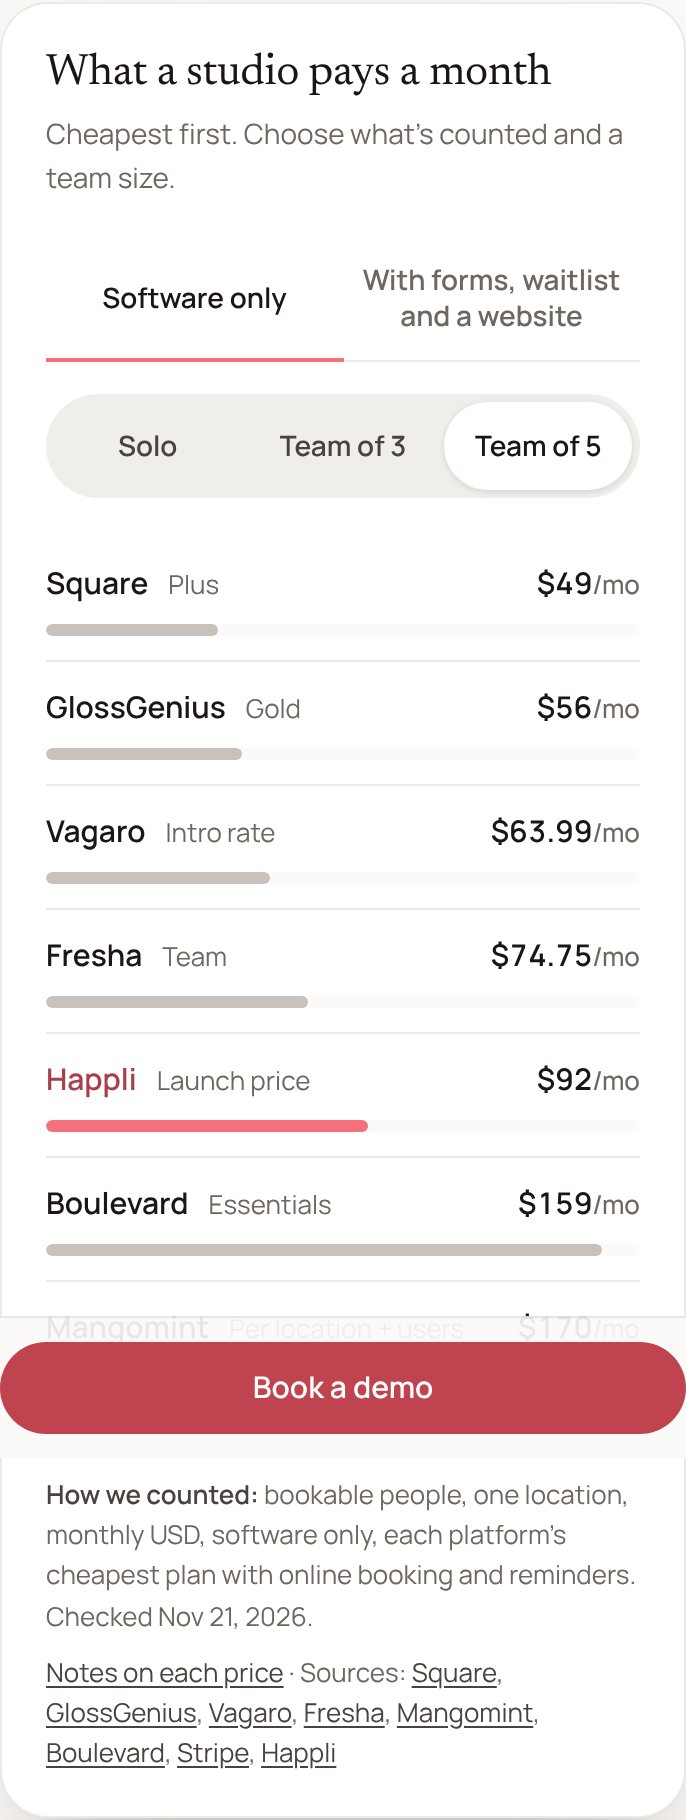 What a studio pays a month
Cheapest first. Choose what's counted and a
team size.
Software only
With forms, waitlist
and a website
Solo
Team of 3
Team of 5
Square Plus $49/mo
GlossGenius Gold $56/mo
Vagaro Intro rate $63.99/mo
Fresha Team $74.75/mo
Happli Launch price $92/mo
Boulevard Essentials $159/mo
Mangomint Per location + users $170/mo
Book a demo
How we counted: bookable people, one location,
monthly USD, software only, each platform's
cheapest plan with online booking and reminders.
Checked Nov 21, 2026.
Notes on each price · Sources: Square,
GlossGenius, Vagaro, Fresha, Mangomint,
Boulevard, Stripe, Happli